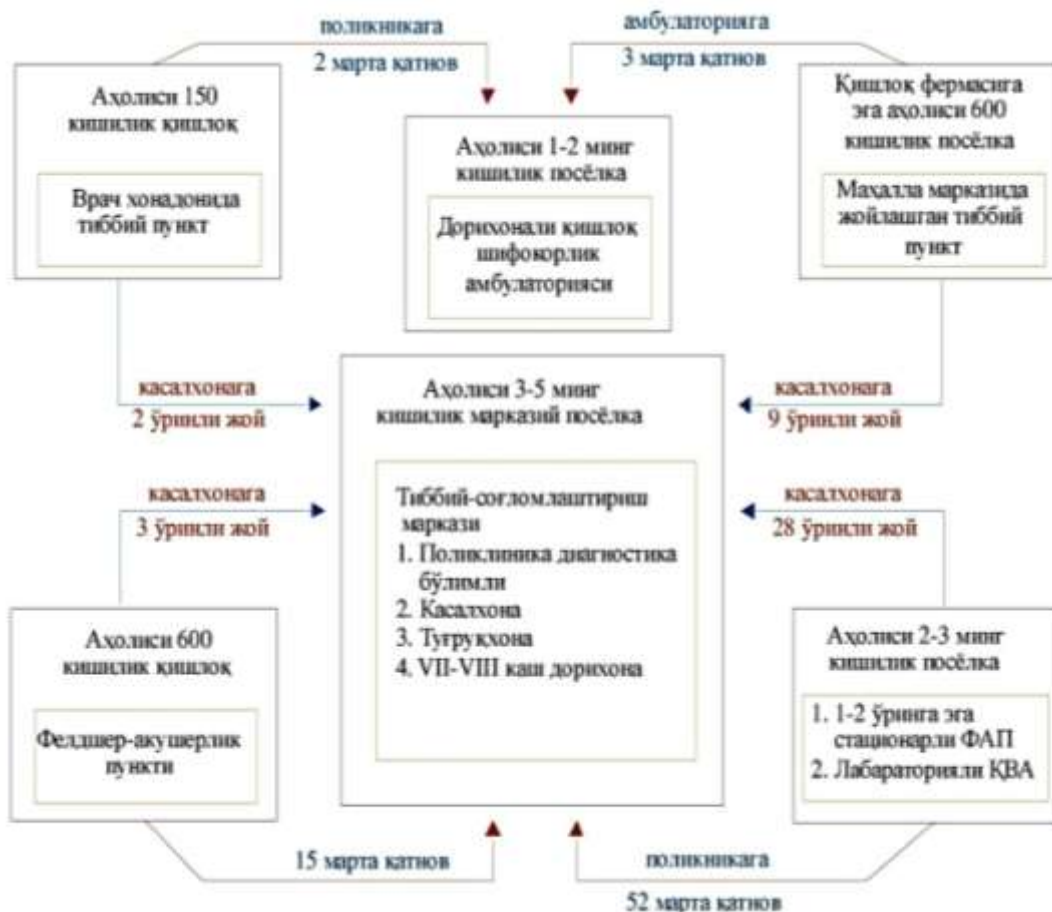 поликникага
2 марта қатнов
амбулаторияга
3 марта қатнов
Аҳолиси 150
кишилик қишлоқ
Врач хонадонида
тиббий пункт
Аҳолиси 1-2 минг
кишилик посёлка
Дорихонали қишлоқ
шифокорлик
амбулаторияси
Қишлоқ фермасига
эга аҳолиси 600
кишилик посёлка
Маҳалла марказида
жойлашган тиббий
пункт
касалхонага
2 ўринли жой
касалхонага
9 ўринли жой
Аҳолиси 3-5 минг
кишилик марказий посёлка
Тиббий-соғломлаштириш
маркази
1. Поликлиника диагностика
бўлимли
2. Касалхона
3. Туғруқхона
4. VII-VIII каш дорихона
касалхонага
3 ўринли жой
касалхонага
28 ўринли жой
Аҳолиси 600
кишилик қишлоқ
Фелдшер-акушерлик
пункти
Аҳолиси 2-3 минг
кишилик посёлка
1. 1-2 ўринга эга
стационарли ФАП
2. Лабараторияли ҚВА
15 марта қатнов
поликникага
52 марта қатнов